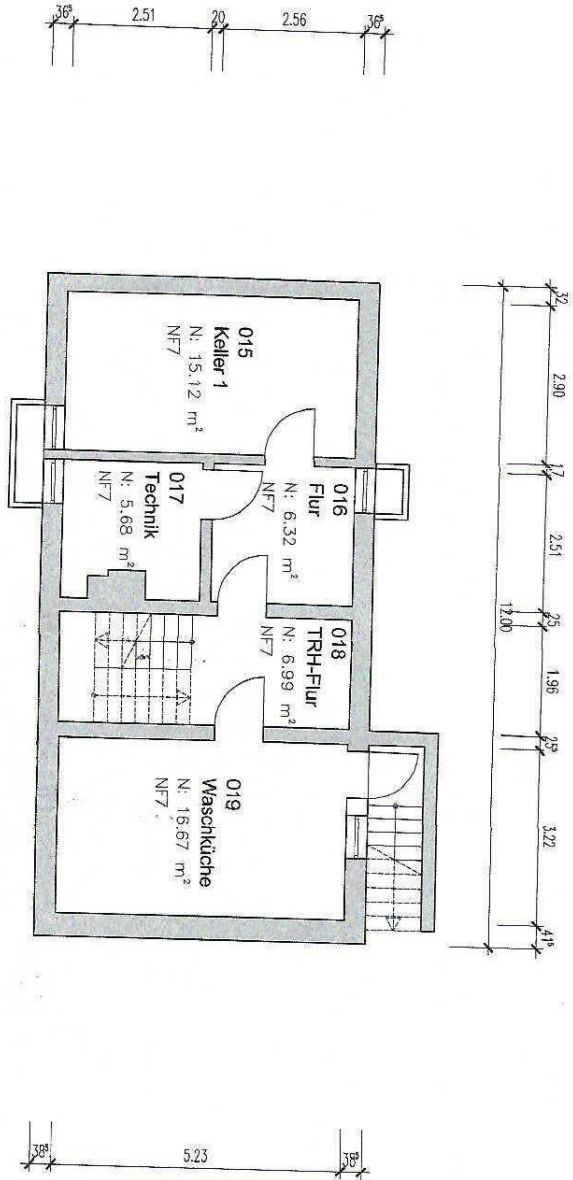 36⁵ 2.51 20 2.56 36⁵
32 2.90 17 2.51 25 1.96 25⁵ 3.22 41⁵
12.00
015
Keller 1
N: 15.12 m²
NF7
016
Flur
N: 6.32 m²
NF7
017
Technik
N: 5.68 m²
NF7
018
TRH-Flur
N: 6.99 m²
NF7
019
Waschküche
N: 16.67 m²
NF7
38⁵ 5.23 38⁵